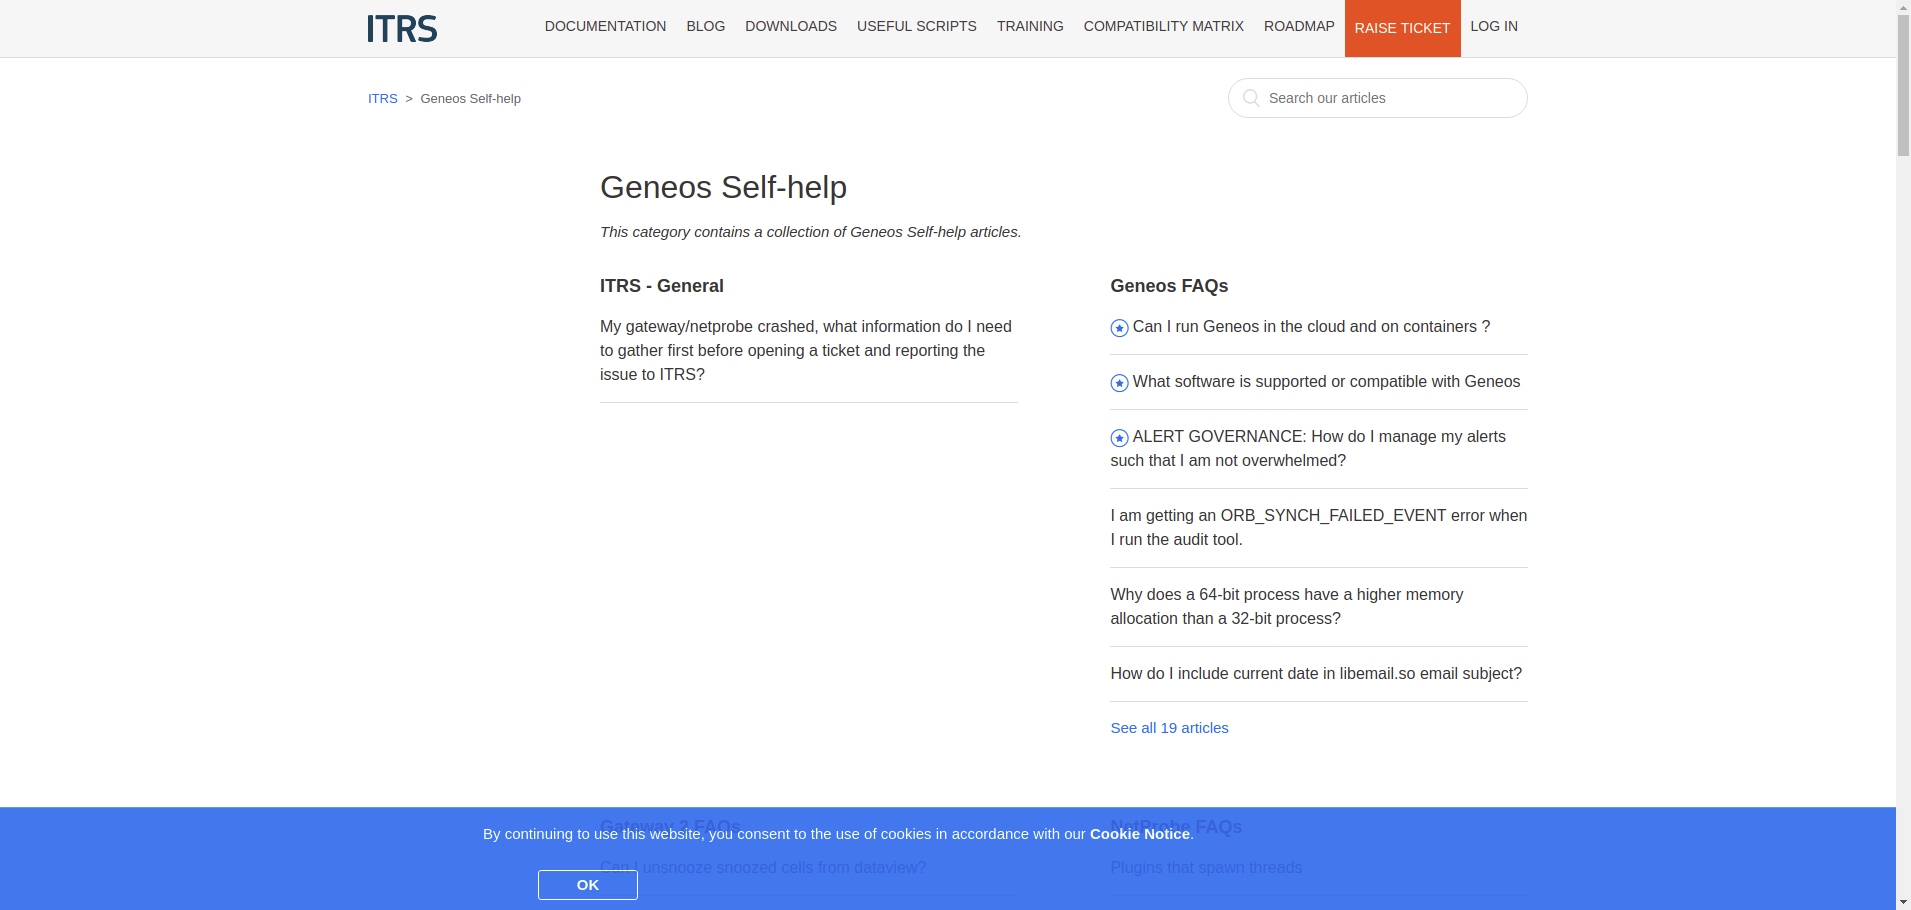 ITRS
DOCUMENTATION BLOG DOWNLOADS USEFUL SCRIPTS TRAINING COMPATIBILITY MATRIX ROADMAP RAISE TICKET LOG IN
ITRS > Geneos Self-help
Search our articles
Geneos Self-help
This category contains a collection of Geneos Self-help articles.
ITRS - General
My gateway/netprobe crashed, what information do I need
to gather first before opening a ticket and reporting the
issue to ITRS?
Geneos FAQs
Can I run Geneos in the cloud and on containers ?
What software is supported or compatible with Geneos
ALERT GOVERNANCE: How do I manage my alerts
such that I am not overwhelmed?
I am getting an ORB_SYNCH_FAILED_EVENT error when
I run the audit tool.
Why does a 64-bit process have a higher memory
allocation than a 32-bit process?
How do I include current date in libemail.so email subject?
See all 19 articles
Gateway 2 FAQs
Can I unsnooze snoozed cells from dataview?
NetProbe FAQs
Plugins that spawn threads
By continuing to use this website, you consent to the use of cookies in accordance with our Cookie Notice.
OK